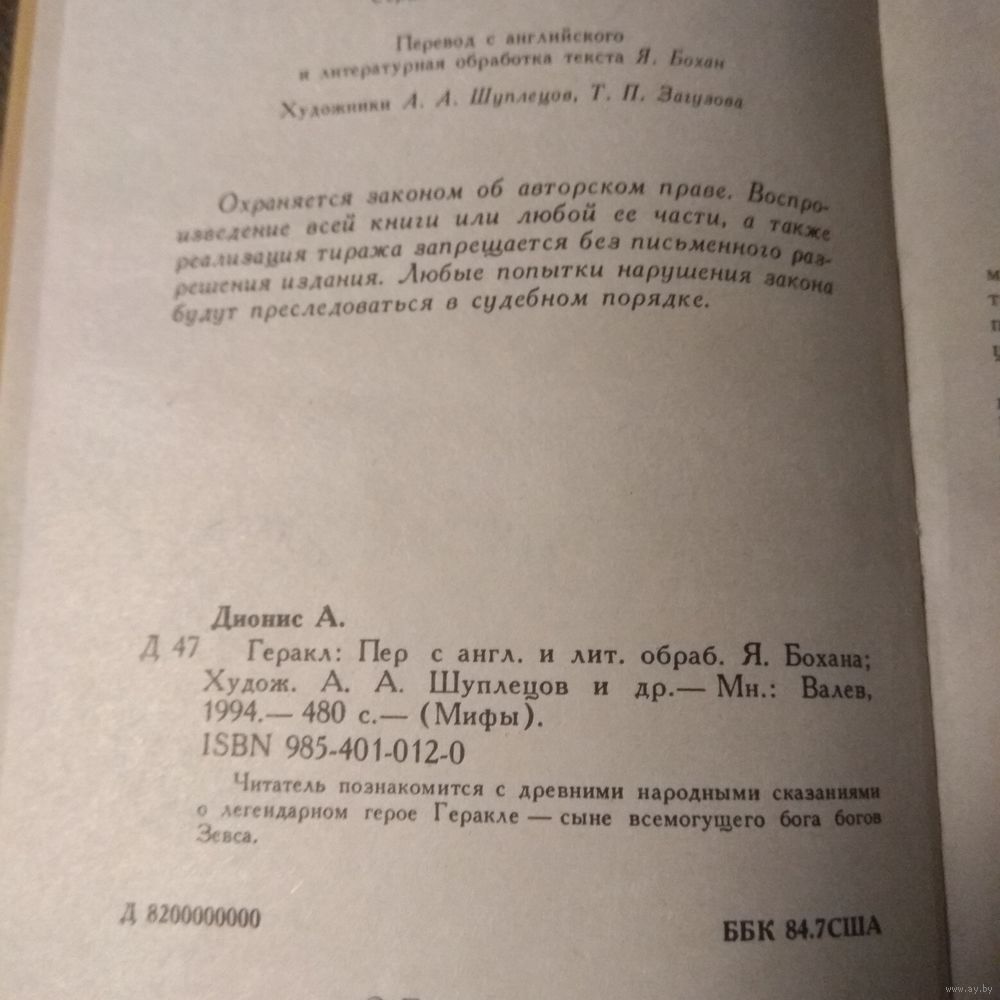 Перевод с английского
и литературная обработка текста Я. Бохан
Художники А. А. Шуплецов, Т. П. Загузова
Охраняется законом об авторском праве. Воспро-
изведение всей книги или любой ее части, а также
реализация тиража запрещается без письменного раз-
решения издания. Любые попытки нарушения закона
будут преследоваться в судебном порядке.
Дионис А.
Д 47 Геракл: Пер с англ. и лит. обраб. Я. Бохана;
Худож. А. А. Шуплецов и др.— Мн.: Валев,
1994.— 480 с.— (Мифы).
ISBN 985-401-012-0
Читатель познакомится с древними народными сказаниями
о легендарном герое Геракле — сыне всемогущего бога богов
Зевса.
Д 8200000000
ББК 84.7США
www.ay.by